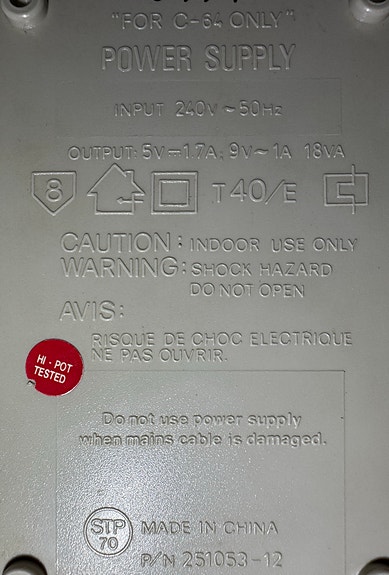 "FOR C-64 ONLY"
POWER SUPPLY
INPUT 240V ~ 50Hz
OUTPUT: 5V⎓1.7A; 9V~1A 18VA
8 F T40/E
CAUTION: INDOOR USE ONLY
WARNING: SHOCK HAZARD
DO NOT OPEN
AVIS:
RISQUE DE CHOC ELECTRIQUE
NE PAS OUVRIR.
HI-POT
TESTED
Do not use power supply
when mains cable is damaged.
STP
70
MADE IN CHINA
P/N 251053-12